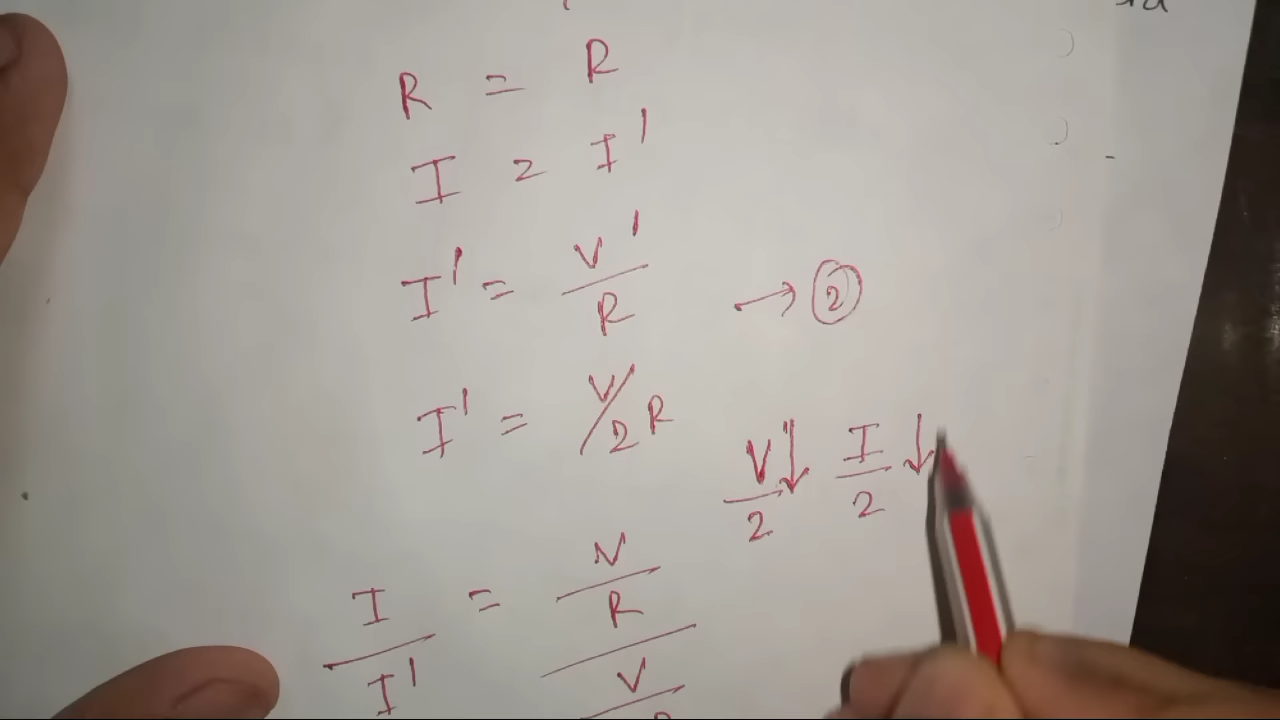 R = R
I = I'
I' = V'/R → ②
I' = V/2R
V/2 ↓ I/2 ↓
I/I' = V/R / V/